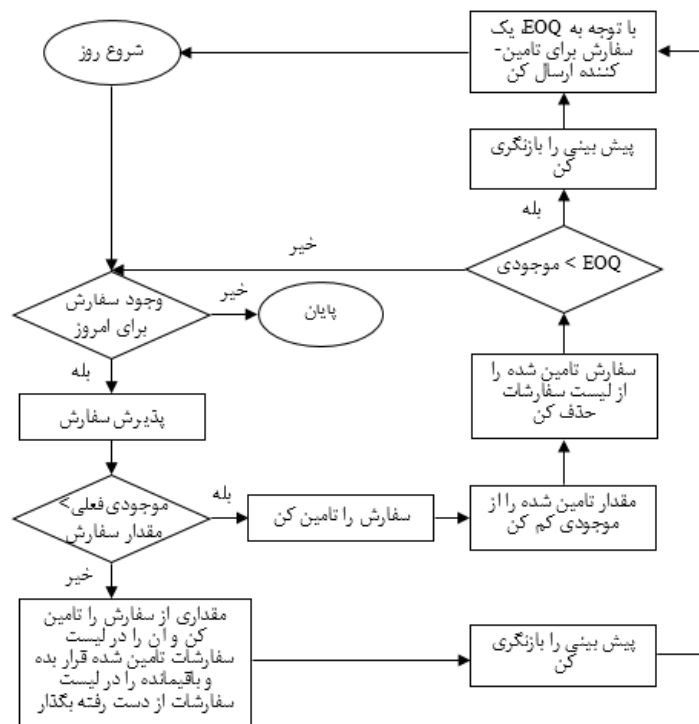 شروع روز
با توجه به EOQ، یک
سفارش برای تامین-
کننده ارسال کن
پیش بینی را بازنگری
کن
بله
خیر
EOQ > موجودی
وجود سفارش
برای امروز
خیر
پایان
بله
سفارش تامین شده را
از لیست سفارشات
حذف کن
پذیرش سفارش
موجودی فعلی>
مقدار سفارش
بله
سفارش را تامین کن
مقدار تامین شده را از
موجودی کم کن
خیر
مقداری از سفارش را تامین
کن و ان را در لیست
سفارشات تامین شده قرار بده
و باقیمانده را در لیست
سفارشات از دست رفته بگذار
پیش بینی را بازنگری
کن